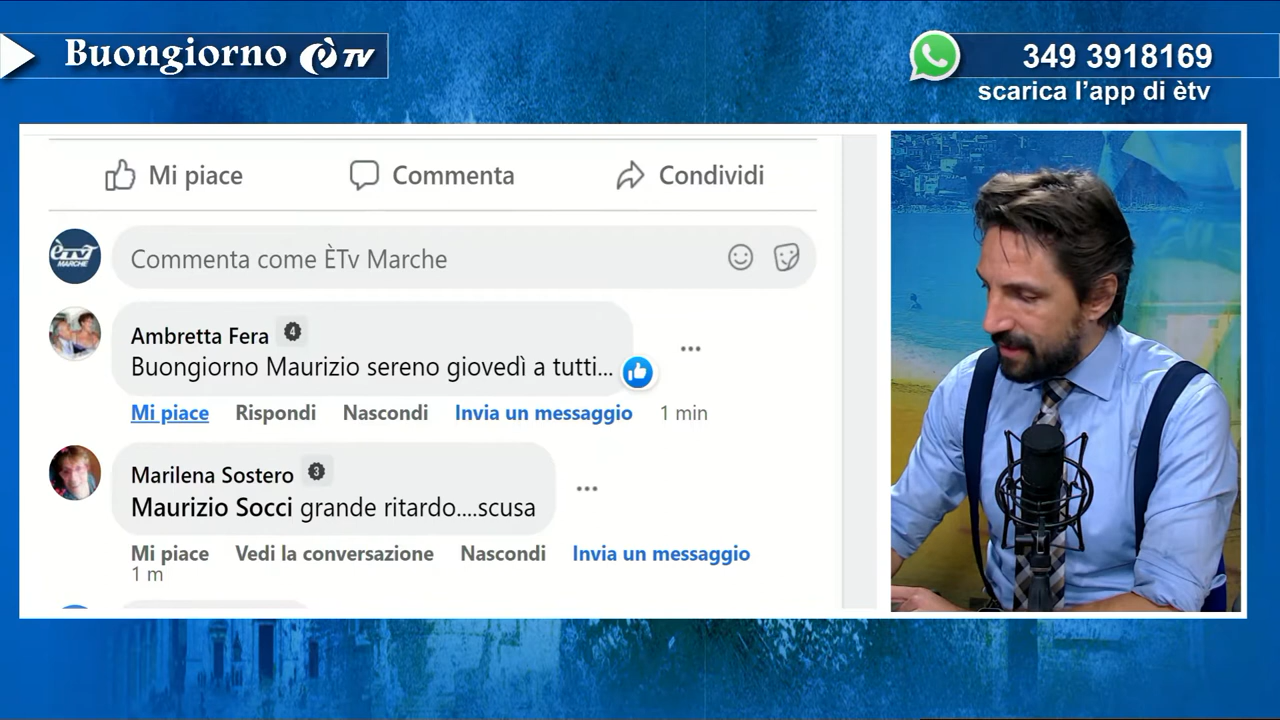 Buongiorno è TV
349 3918169
scarica l'app di ètv
Mi piace
Commenta
Condividi
èTV
MARCHE
Commenta come ÈTv Marche
Ambretta Fera 4
Buongiorno Maurizio sereno giovedì a tutti...
Mi piace Rispondi Nascondi Invia un messaggio 1 min
Marilena Sostero 3
Maurizio Socci grande ritardo....scusa
Mi piace Vedi la conversazione Nascondi Invia un messaggio
1 m